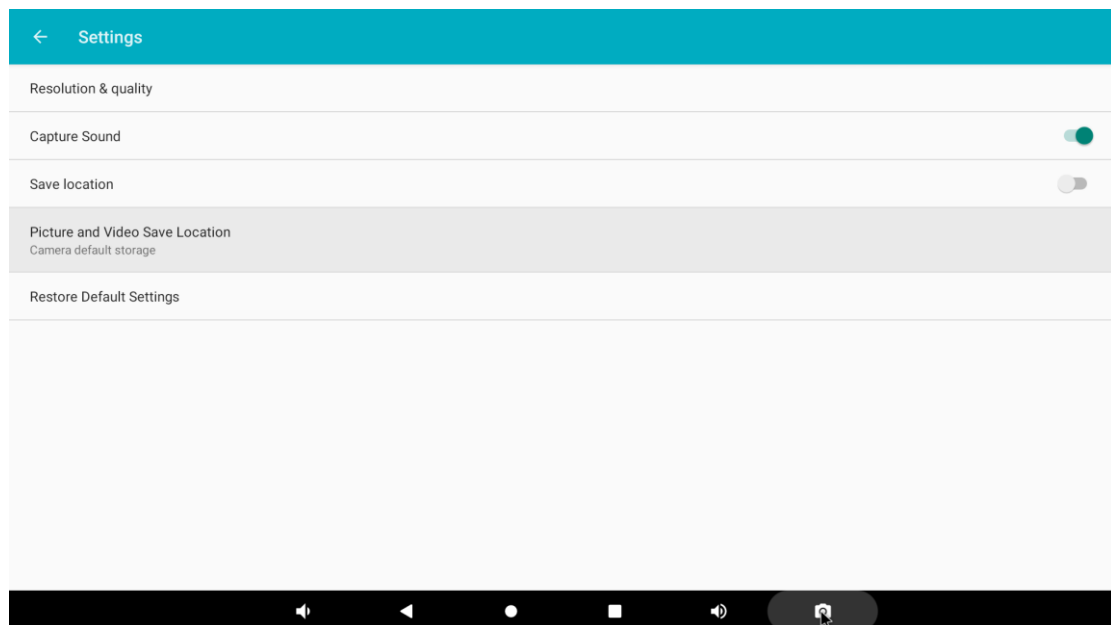 Settings
Resolution & quality
Capture Sound
Save location
Picture and Video Save Location
Camera default storage
Restore Default Settings